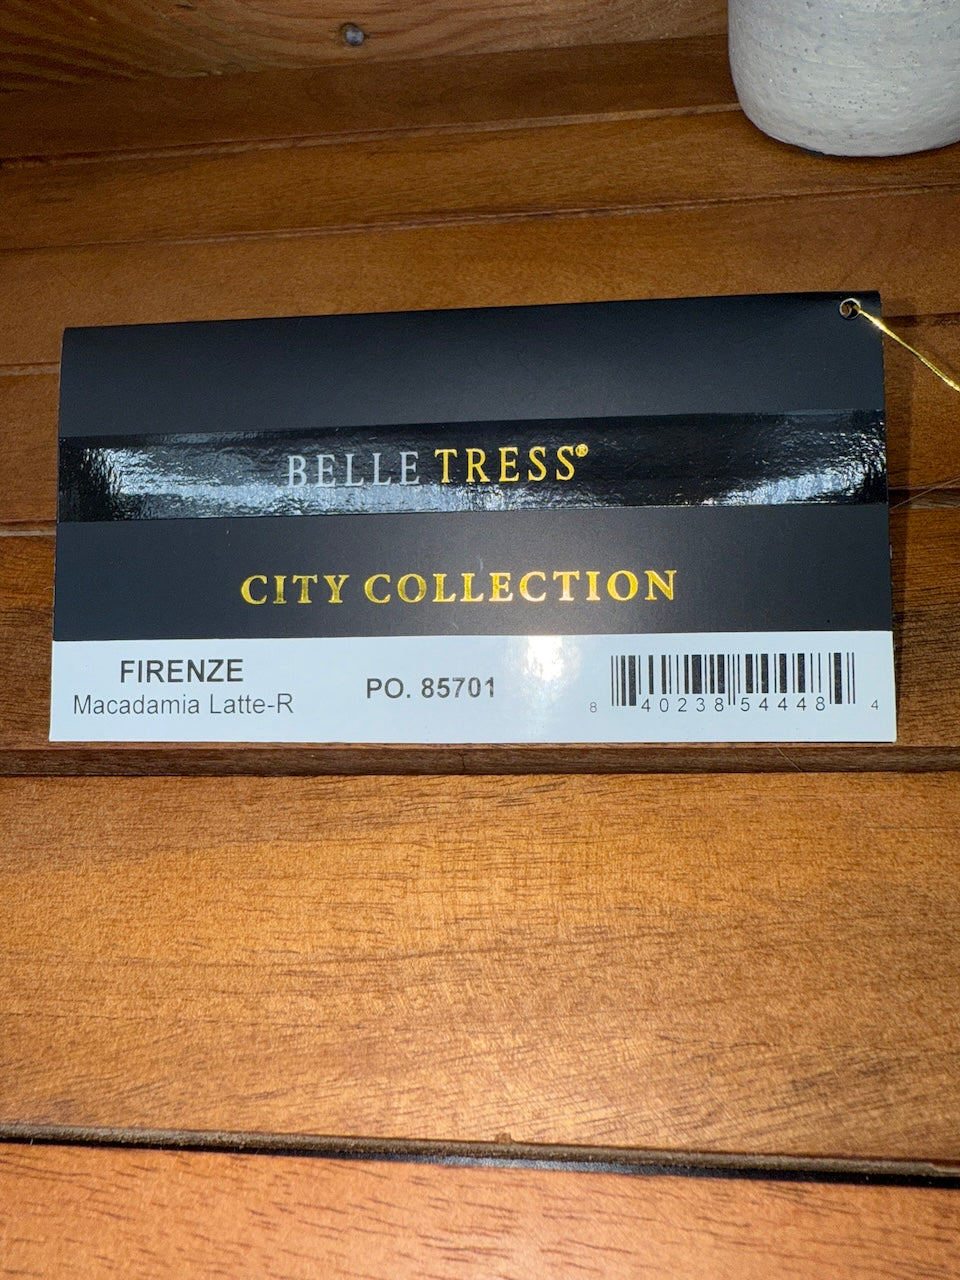 BELLE TRESS®
CITY COLLECTION
FIRENZE
Macadamia Latte-R
PO. 85701
8 40238 54448 4